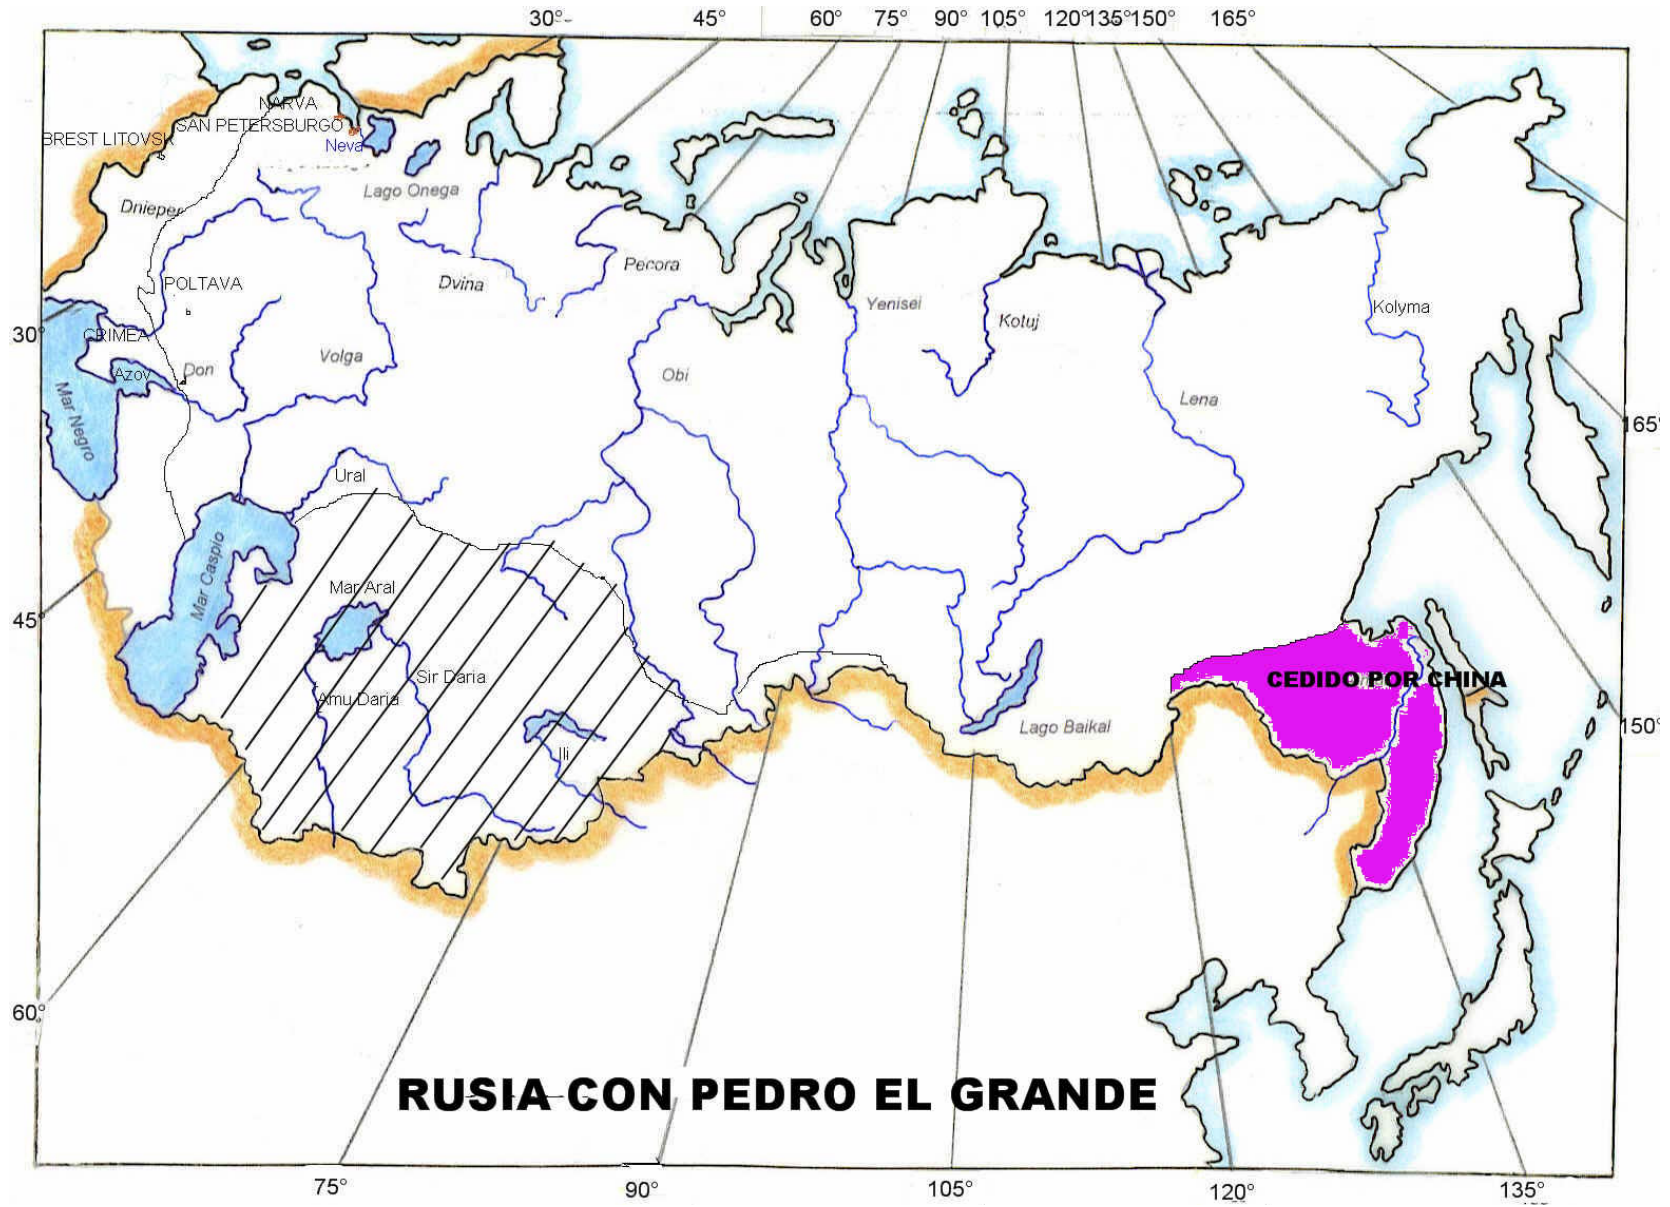 30°
45°
60°
75°
90°
105°
120°
135°
150°
165°
NARVA
SAN PETERSBURGO
BREST LITOVSK
Neva
Lago Onega
Dnieper
Pecora
Dvina
POLTAVA
Yenisei
Kolyma
Kotuj
30°
CRIMEA
Volga
Azov
Don
Obi
Lena
Mar Negro
165°
Ural
Mar Caspio
Mar Aral
45°
Sir Daria
CEDIDO POR CHINA
Amu Daria
Lago Baikal
150°
Ili
60°
RUSIA CON PEDRO EL GRANDE
75°
90°
105°
120°
135°